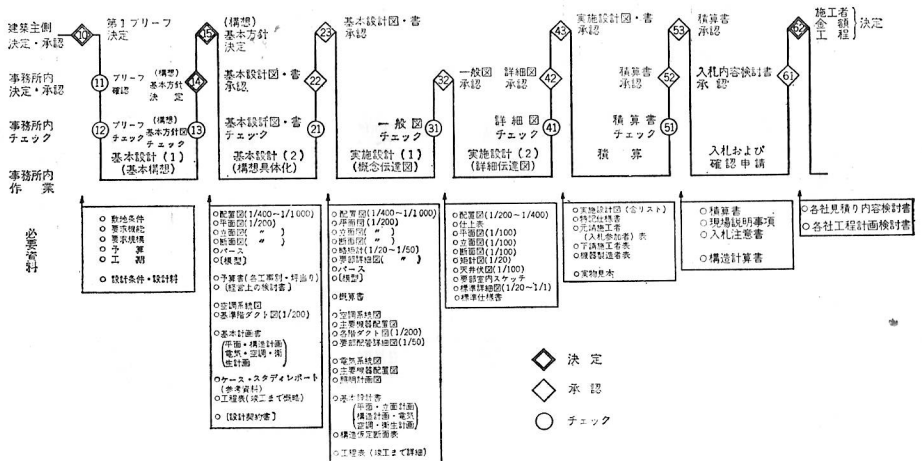 建築主側
決定・承認
事務所内
決定・承認
事務所内
チェック
事務所内
作業
必要資料
10
第1ブリーフ
決定
11
ブリーフ
確認
12
ブリーフ
チェック
基本設計(1)
(基本構想)
15
(構想)
基本方針
決定
14
(構想)
基本方針
決定
13
(構想)
基本方針図
チェック
23
基本設計図・書
承認
22
基本設計図・書
承認
21
基本設計図・書
チェック
基本設計(2)
(構想具体化)
32
一般図
承認
31
一般図
チェック
実施設計(1)
(概念伝達図)
43
実施設計図・書
承認
42
詳細図
承認
41
詳細図
チェック
実施設計(2)
(詳細伝達図)
53
積算書
承認
52
積算書
承認
51
積算書
チェック
積算
62
施工者
金額
工程
決定
61
入札内容検討書
承認
入札および
確認申請
○敷地条件
○要求機能
○要求規模
○予算
○工期
○設計条件・設計料
○配置図(1/400~1/1000)
○平面図(1/200)
○立面図( 〃 )
○断面図( 〃 )
○パース
○[模型]
○予算書(各工事別・坪当り)
○[経営上の検討書]
○空調系統図
○基準階ダクト図(1/200)
○基本計画書
(平面・構造計画
電気・空調・衛
生計画)
○ケース・スタディレポート
(参考資料)
○工程表(竣工まで概略)
○[設計契約書]
○配置図(1/400~1/1000)
○平面図(1/200)
○立面図( 〃 )
○断面図( 〃 )
○矩計図(1/20~1/50)
○要部詳細図( 〃 )
○パース
○[模型]
○概算書
○空調系統図
○主要機器配置図
○各階ダクト図(1/200)
○要部配管詳細図(1/50)
○電気系統図
○主要機器配置図
○照明計画図
○基本設計書
(平面・立面計画
構造計画・電気
空調・衛生計画)
○構造仮定断面表
○工程表(竣工まで詳細)
○配置図(1/200~1/400)
○仕上表
○平面図(1/100)
○立面図(1/100)
○断面図(1/100)
○矩計図(1/20)
○天井伏図(1/100)
○要部室内スケッチ
○標準詳細図(1/20~1/1)
○標準仕様書
○実施設計図(含リスト)
○特記仕様書
○元請施工者
(入札参加者)表
○下請施工者表
○機器製造者表
○実物見本
○積算書
○現場説明事項
○入札注意書
○構造計算書
○各社見積り内容検討書
○各社工程計画検討書
決定
承認
チェック